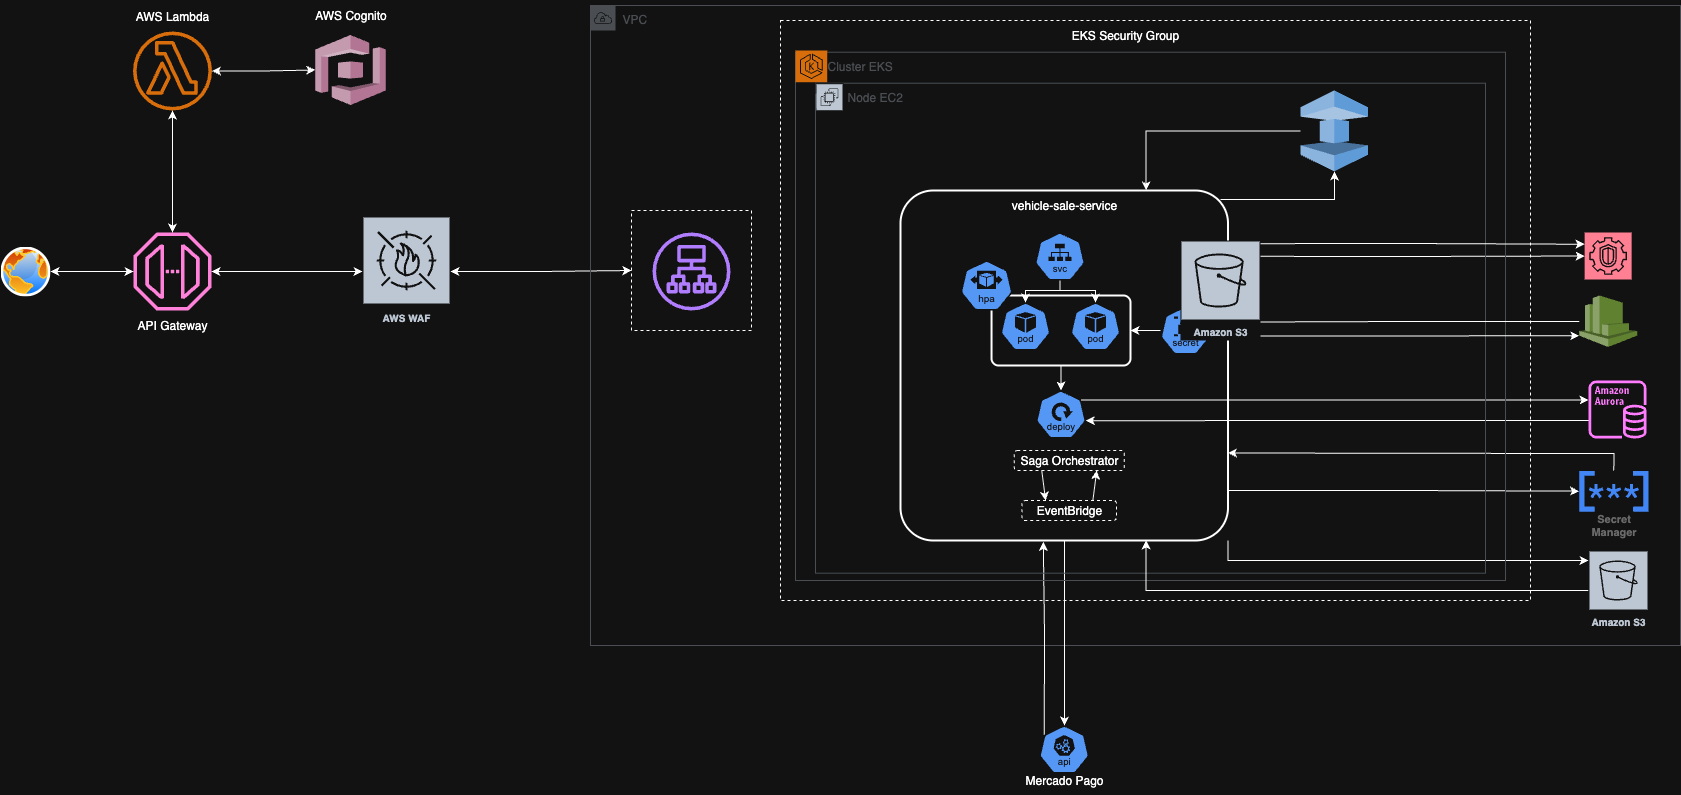 AWS Lambda
AWS Cognito
API Gateway
AWS WAF
VPC
EKS Security Group
Cluster EKS
Node EC2
vehicle-sale-service
svc
hpa
pod
pod
secret
Amazon S3
deploy
Saga Orchestrator
EventBridge
Amazon
Aurora
***
Secret
Manager
Amazon S3
api
Mercado Pago